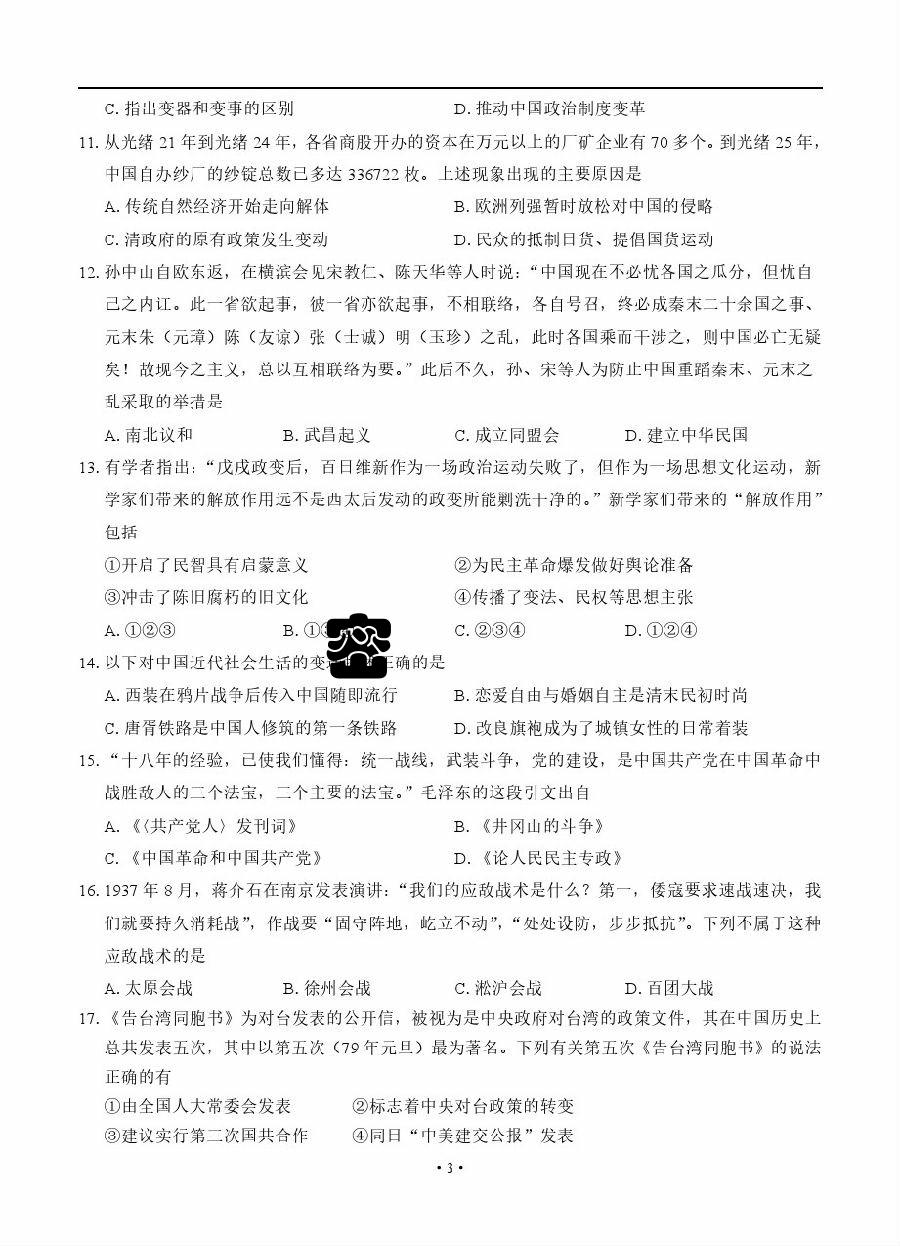 C. 指出变器和变事的区别 D. 推动中国政治制度变革
11. 从光绪 21 年到光绪 24 年，各省商股开办的资本在万元以上的厂矿企业有 70 多个。到光绪 25 年，
中国自办纱厂的纱锭总数已多达 336722 枚。上述现象出现的主要原因是
A. 传统自然经济开始走向解体 B. 欧洲列强暂时放松对中国的侵略
C. 清政府的原有政策发生变动 D. 民众的抵制日货、提倡国货运动
12. 孙中山自欧东返，在横滨会见宋教仁、陈天华等人时说：“中国现在不必忧各国之瓜分，但忧自
己之内讧。此一省欲起事，彼一省亦欲起事，不相联络，各自号召，终必成秦末二十余国之事、
元末朱（元璋）陈（友谅）张（士诚）明（玉珍）之乱，此时各国乘而干涉之，则中国必亡无疑
矣！故现今之主义，总以互相联络为要。”此后不久，孙、宋等人为防止中国重蹈秦末、元末之
乱采取的举措是
A. 南北议和 B. 武昌起义 C. 成立同盟会 D. 建立中华民国
13. 有学者指出：“戊戌政变后，百日维新作为一场政治运动失败了，但作为一场思想文化运动，新
学家们带来的解放作用远不是西太后发动的政变所能剿洗干净的。”新学家们带来的“解放作用”
包括
①开启了民智具有启蒙意义 ②为民主革命爆发做好舆论准备
③冲击了陈旧腐朽的旧文化 ④传播了变法、民权等思想主张
A. ①②③ B. ①③ C. ②③④ D. ①②④
14. 以下对中国近代社会生活的变 正确的是
A. 西装在鸦片战争后传入中国随即流行 B. 恋爱自由与婚姻自主是清末民初时尚
C. 唐胥铁路是中国人修筑的第一条铁路 D. 改良旗袍成为了城镇女性的日常着装
15. “十八年的经验，已使我们懂得：统一战线，武装斗争，党的建设，是中国共产党在中国革命中
战胜敌人的三个法宝，三个主要的法宝。”毛泽东的这段引文出自
A. 《〈共产党人〉发刊词》 B. 《井冈山的斗争》
C. 《中国革命和中国共产党》 D. 《论人民民主专政》
16. 1937 年 8 月，蒋介石在南京发表演讲：“我们的应敌战术是什么？第一，倭寇要求速战速决，我
们就要持久消耗战”，作战要“固守阵地，屹立不动”，“处处设防，步步抵抗”。下列不属于这种
应敌战术的是
A. 太原会战 B. 徐州会战 C. 淞沪会战 D. 百团大战
17. 《告台湾同胞书》为对台发表的公开信，被视为是中央政府对台湾的政策文件，其在中国历史上
总共发表五次，其中以第五次（79 年元旦）最为著名。下列有关第五次《告台湾同胞书》的说法
正确的有
①由全国人大常委会发表 ②标志着中央对台政策的转变
③建议实行第三次国共合作 ④同日“中美建交公报”发表
• 3 •